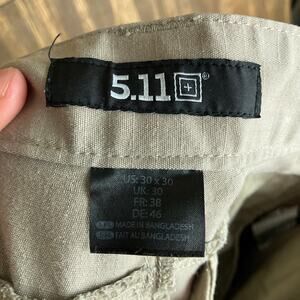 5.11®
US: 30 x 30
UK: 30
FR: 38
DE: 46
MADE IN BANGLADESH
FAIT AU BANGLADESH